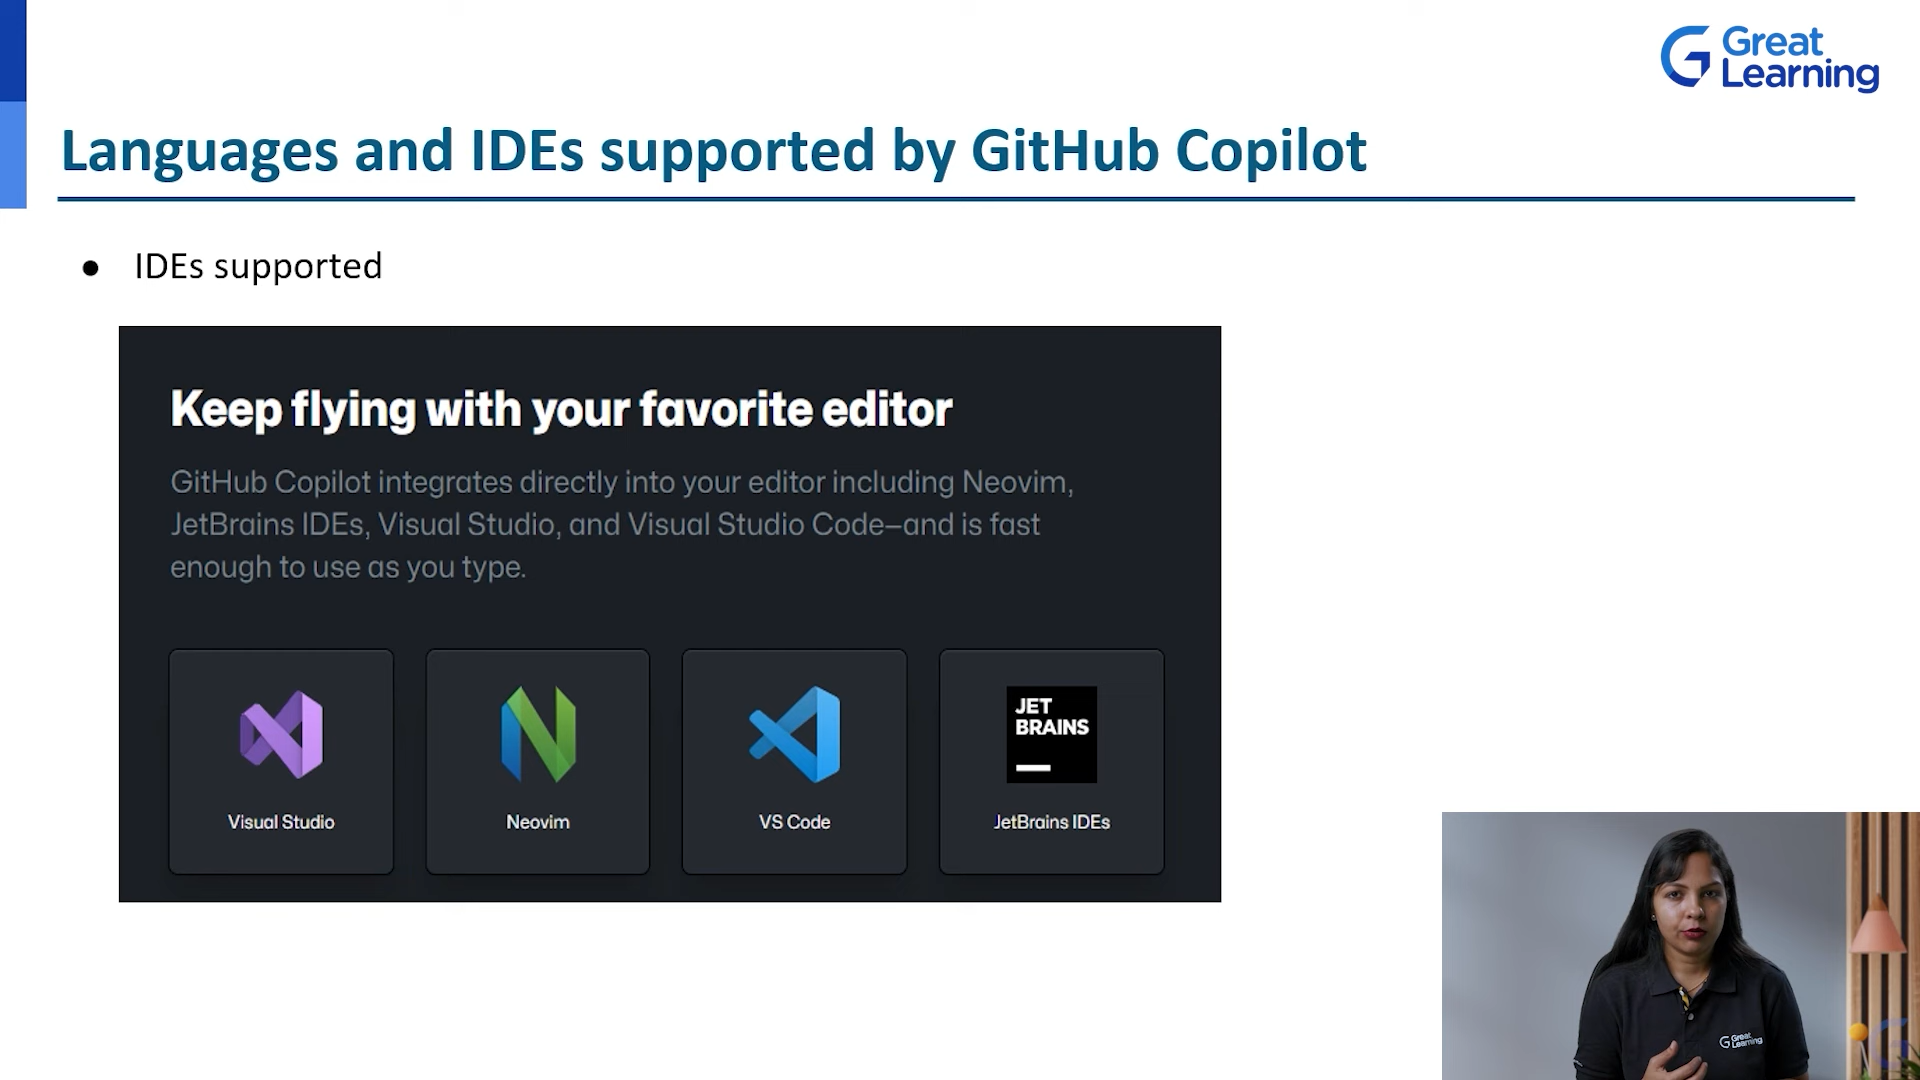 Great
Learning
Languages and IDEs supported by GitHub Copilot
● IDEs supported
Keep flying with your favorite editor
GitHub Copilot integrates directly into your editor including Neovim,
JetBrains IDEs, Visual Studio, and Visual Studio Code—and is fast
enough to use as you type.
JET
BRAINS
Visual Studio
Neovim
VS Code
JetBrains IDEs
Great
Learning